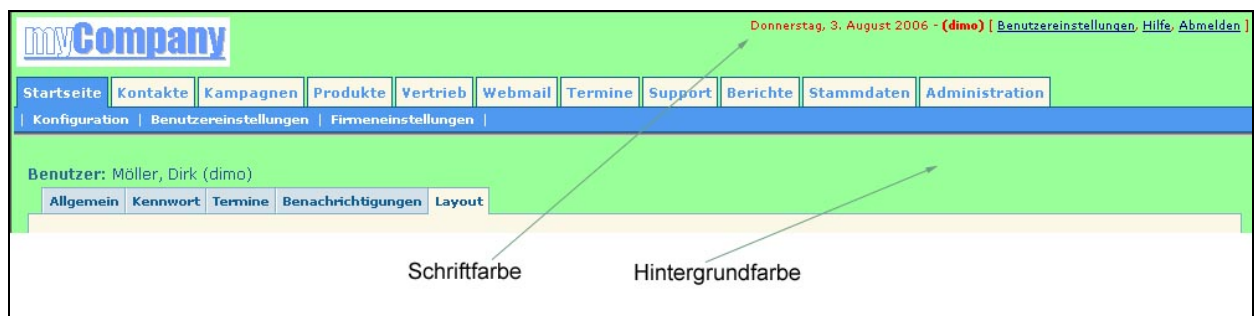 myCompany
Donnerstag, 3. August 2006 - (dimo) [ Benutzereinstellungen, Hilfe, Abmelden ]
Startseite Kontakte Kampagnen Produkte Vertrieb Webmail Termine Support Berichte Stammdaten Administration
| Konfiguration | Benutzereinstellungen | Firmeneinstellungen |
Benutzer: Möller, Dirk (dimo)
Allgemein Kennwort Termine Benachrichtigungen Layout
Schriftfarbe Hintergrundfarbe